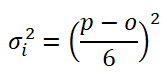 σᵢ² = ((p − o)/6)²